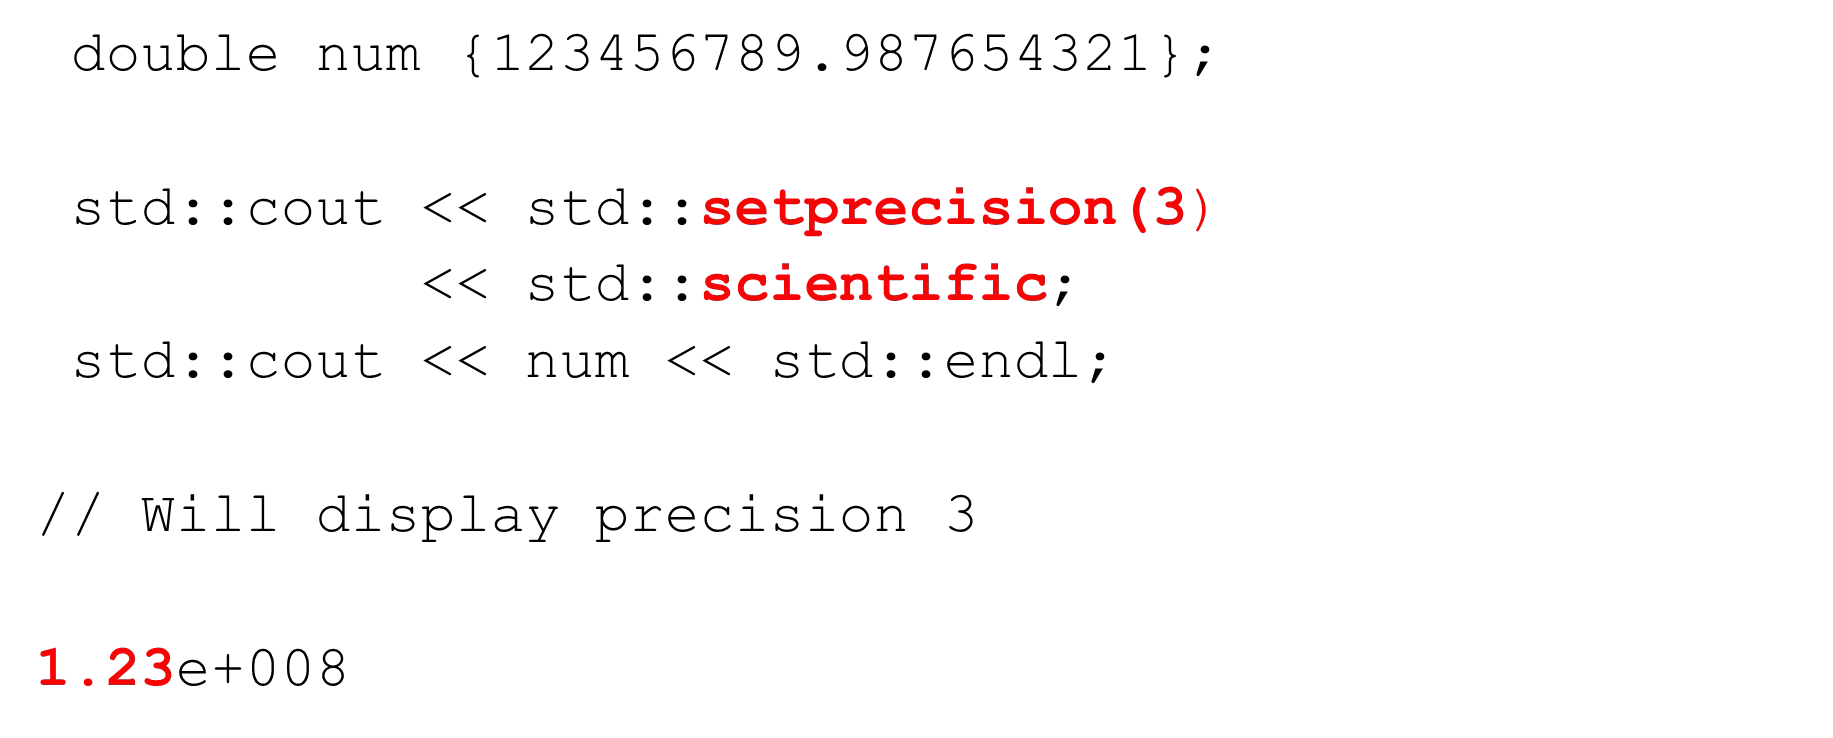 double num {123456789.987654321};
std::cout << std::setprecision(3)
<< std::scientific;
std::cout << num << std::endl;
// Will display precision 3
1.23e+008